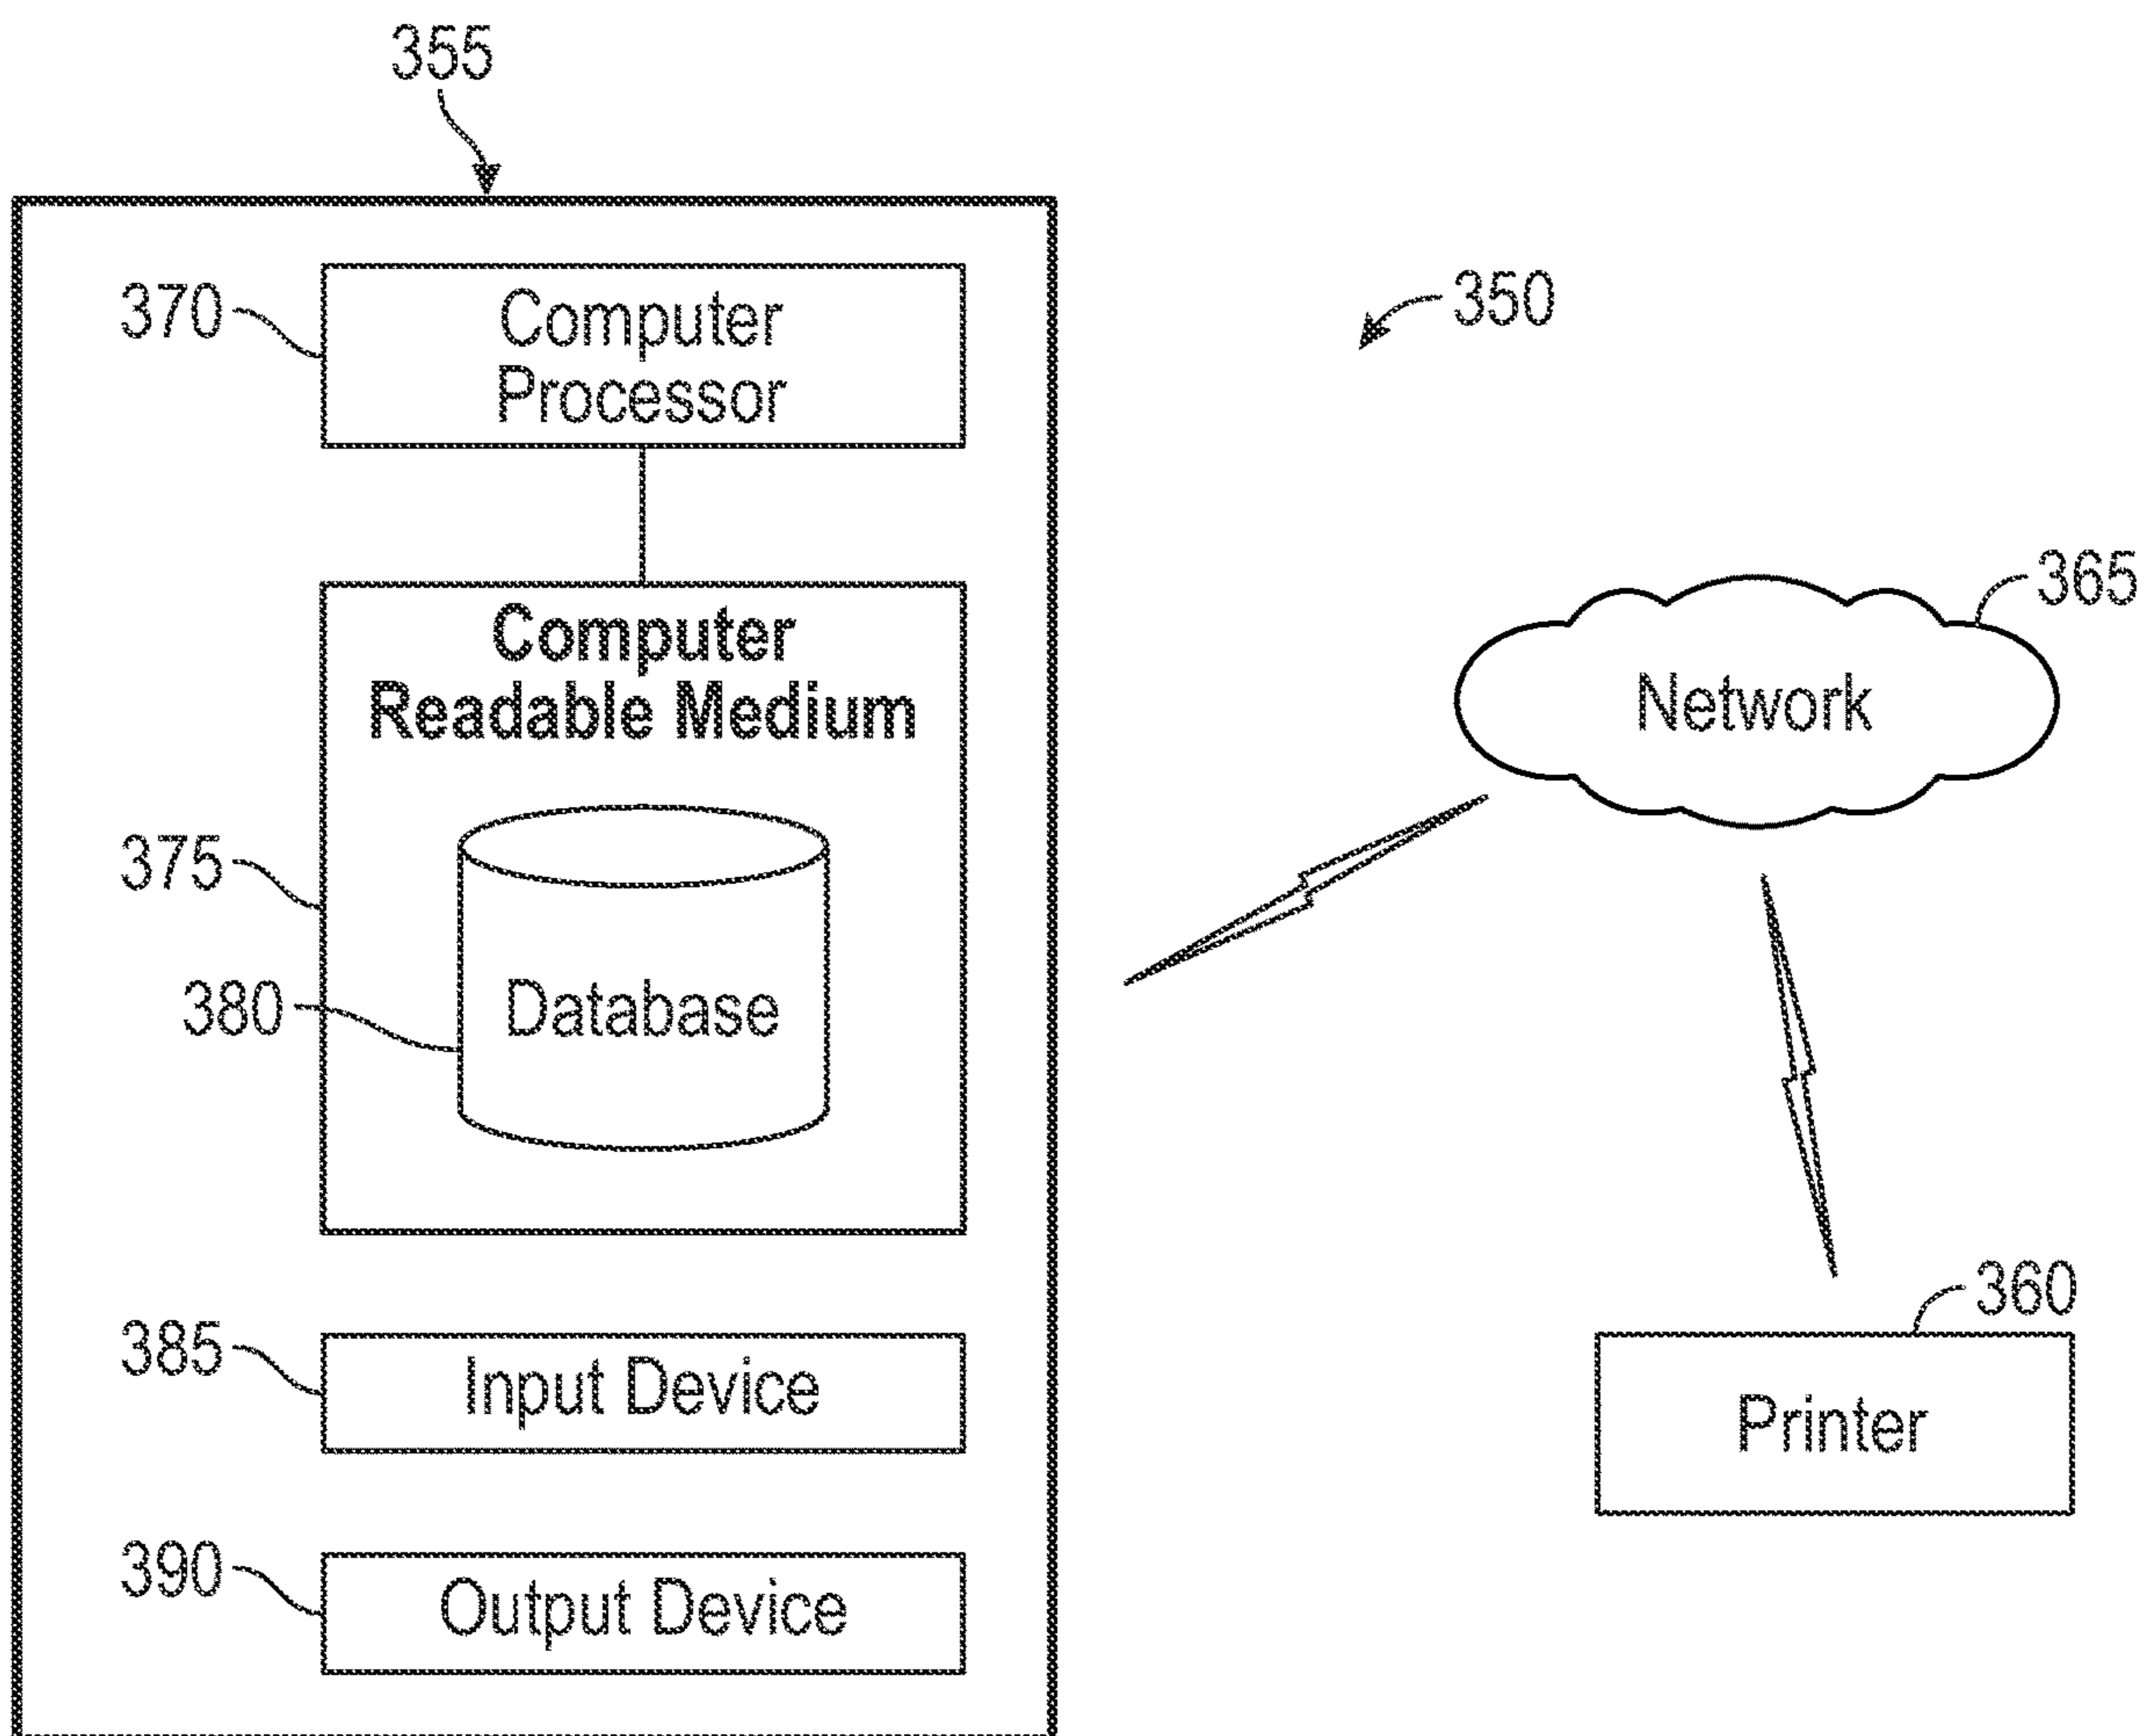 355
370
Computer
Processor
350
Computer
Readable Medium
365
Network
375
380
Database
360
385
Input Device
Printer
390
Output Device